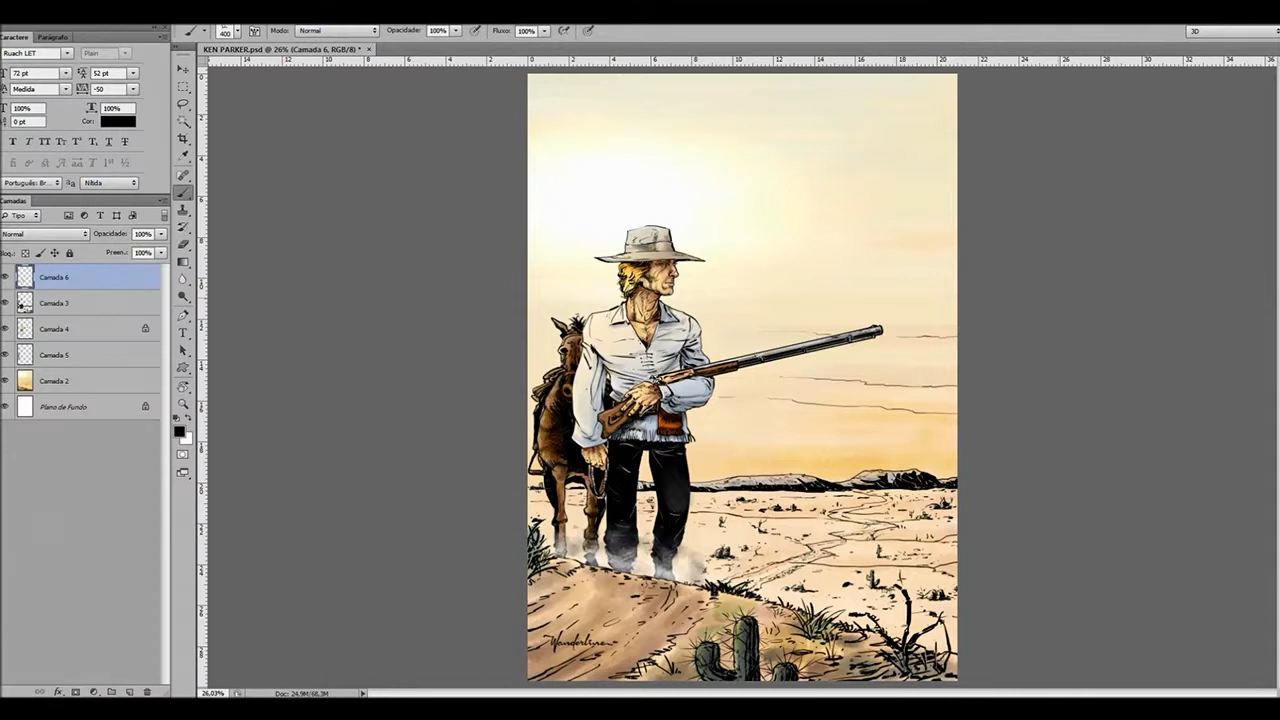 400 Modo: Normal Opacidade: 100% Fluxo: 100% 3D
Caractere Parágrafo
KEN PARKER.psd @ 26% (Camada 6, RGB/8) *
Ruach LET Plain
72 pt 52 pt
Medida -50
100% 100%
0 pt Cor:
Português: Br... Nítida
Camadas
Tipo
Normal Opacidade: 100%
Bloq.: Preen.: 100%
Camada 6
Camada 3
Camada 4
Camada 5
Camada 2
Plano de Fundo
Wanderline
26,03% Doc: 24,9M/68,3M